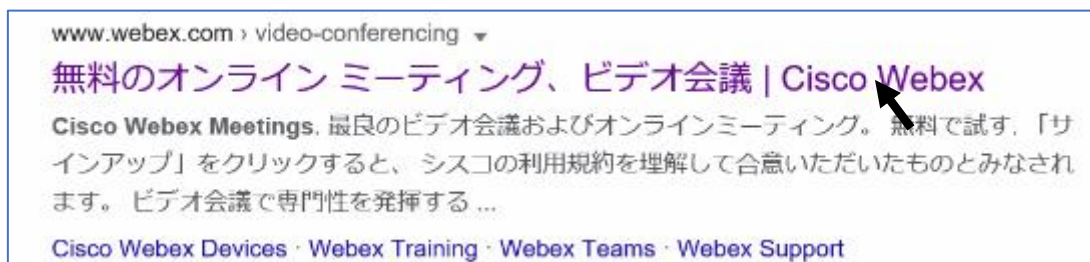 www.webex.com › video-conferencing
無料のオンライン ミーティング、ビデオ会議 | Cisco Webex
Cisco Webex Meetings. 最良のビデオ会議およびオンラインミーティング。 無料で試す. 「サ
インアップ」をクリックすると、 シスコの利用規約を理解して合意いただいたものとみなされ
ます。 ビデオ会議で専門性を発揮する ...
Cisco Webex Devices · Webex Training · Webex Teams · Webex Support